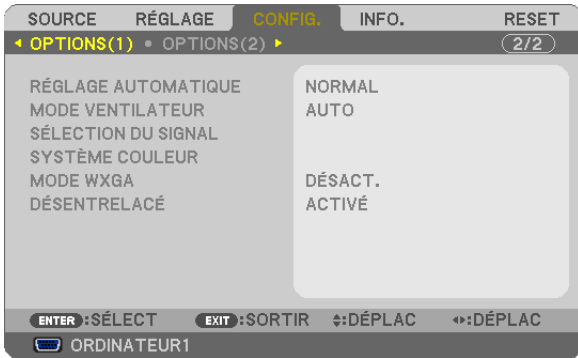 SOURCE RÉGLAGE CONFIG. INFO. RESET
OPTIONS(1) • OPTIONS(2) 2/2
RÉGLAGE AUTOMATIQUE NORMAL
MODE VENTILATEUR AUTO
SÉLECTION DU SIGNAL
SYSTÈME COULEUR
MODE WXGA DÉSACT.
DÉSENTRELACÉ ACTIVÉ
ENTER :SÉLECT EXIT :SORTIR :DÉPLAC :DÉPLAC
ORDINATEUR1